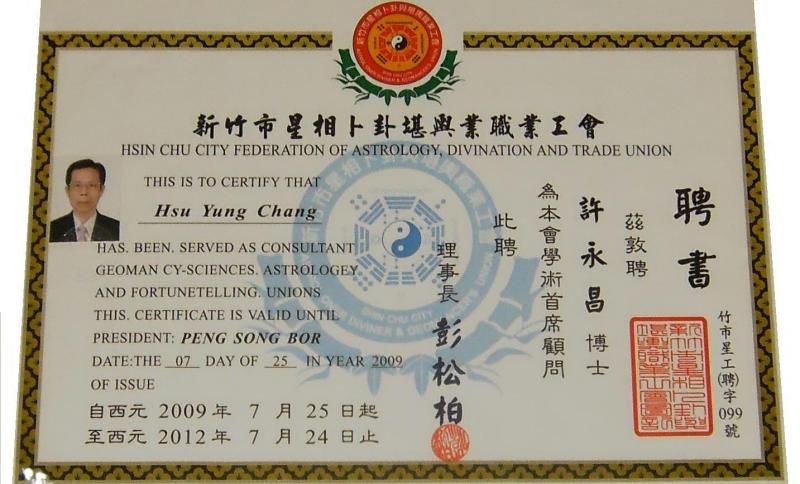 新竹市星相卜卦堪與業職業工會
HSIN CHU CITY FEDERATION OF ASTROLOGY, DIVINATION AND TRADE UNION
THIS IS TO CERTIFY THAT
Hsu Yung Chang
HAS. BEEN. SERVED AS CONSULTANT
GEOMAN CY-SCIENCES. ASTROLOGEY
AND FORTUNETELLING. UNIONS
THIS. CERTIFICATE IS VALID UNTIL
PRESIDENT: PENG SONG BOR
DATE:THE 07 DAY OF 25 IN YEAR 2009
OF ISSUE
自西元 2009 年 7 月 25 日起
至西元 2012 年 7 月 24 日止
聘書
茲敦聘
許永昌 博士
為本會學術首席顧問
此聘
理事長 彭松柏
竹市星工(聘)字099號